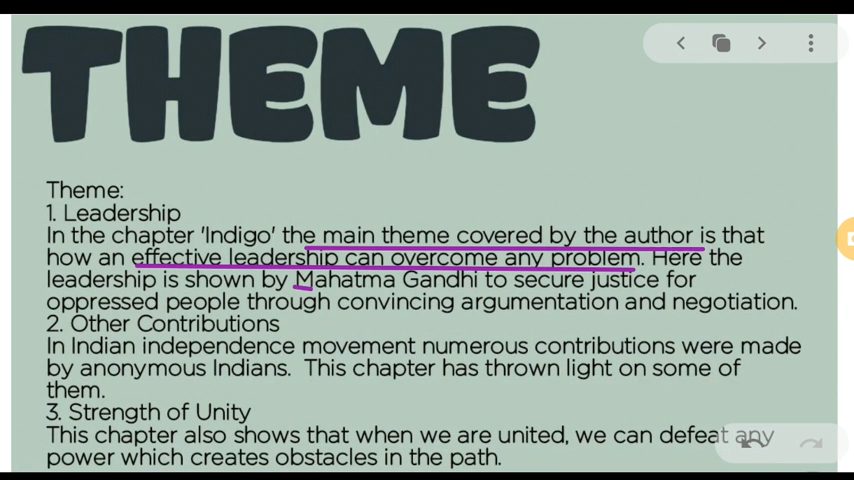 THEME
Theme:
1. Leadership
In the chapter 'Indigo' the main theme covered by the author is that
how an effective leadership can overcome any problem. Here the
leadership is shown by Mahatma Gandhi to secure justice for
oppressed people through convincing argumentation and negotiation.
2. Other Contributions
In Indian independence movement numerous contributions were made
by anonymous Indians. This chapter has thrown light on some of
them.
3. Strength of Unity
This chapter also shows that when we are united, we can defeat any
power which creates obstacles in the path.